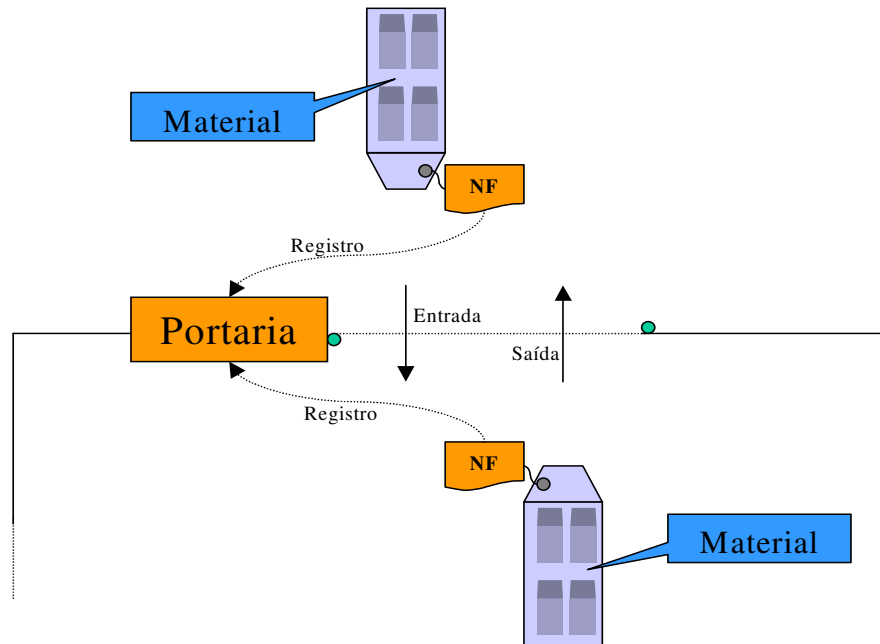 Material
NF
Registro
Portaria
Entrada
Saída
Registro
NF
Material